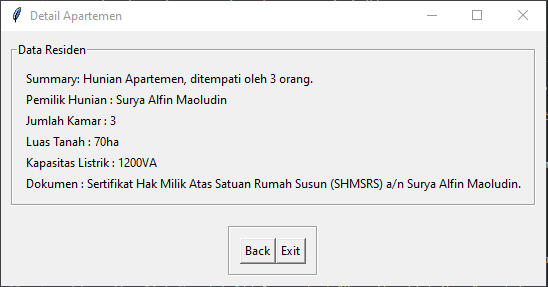 Detail Apartemen
Data Residen
Summary: Hunian Apartemen, ditempati oleh 3 orang.
Pemilik Hunian : Surya Alfin Maoludin
Jumlah Kamar : 3
Luas Tanah : 70ha
Kapasitas Listrik : 1200VA
Dokumen : Sertifikat Hak Milik Atas Satuan Rumah Susun (SHMSRS) a/n Surya Alfin Maoludin.
Back Exit